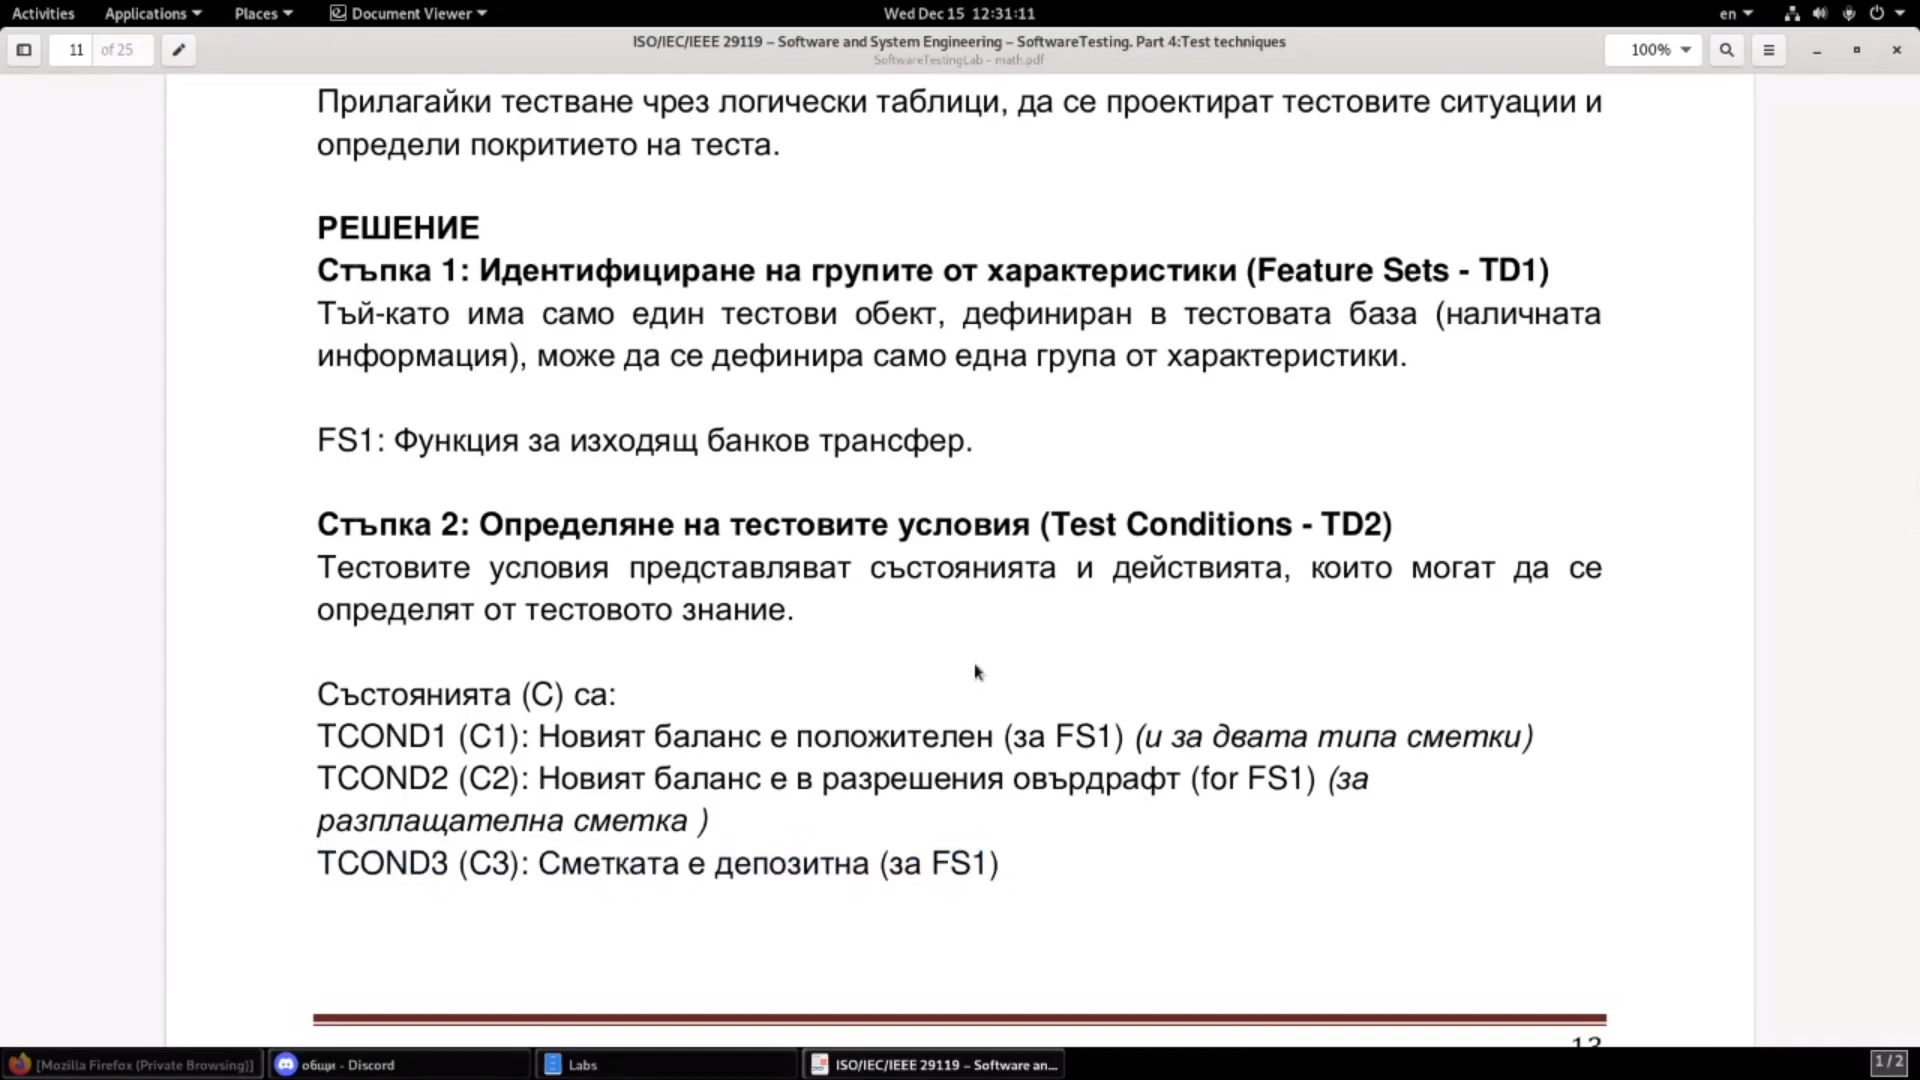 Activities Applications Places Document Viewer Wed Dec 15 12:31:11 en
11 of 25 ISO/IEC/IEEE 29119 – Software and System Engineering – SoftwareTesting. Part 4:Test techniques 100%
SoftwareTestingLab - math.pdf
Прилагайки тестване чрез логически таблици, да се проектират тестовите ситуации и
определи покритието на теста.
РЕШЕНИЕ
Стъпка 1: Идентифициране на групите от характеристики (Feature Sets - TD1)
Тъй-като има само един тестови обект, дефиниран в тестовата база (наличната
информация), може да се дефинира само една група от характеристики.
FS1: Функция за изходящ банков трансфер.
Стъпка 2: Определяне на тестовите условия (Test Conditions - TD2)
Тестовите условия представляват състоянията и действията, които могат да се
определят от тестовото знание.
Състоянията (C) са:
TCOND1 (C1): Новият баланс е положителен (за FS1) (и за двата типа сметки)
TCOND2 (C2): Новият баланс е в разрешения овърдрафт (for FS1) (за
разплащателна сметка )
TCOND3 (C3): Сметката е депозитна (за FS1)
[Mozilla Firefox (Private Browsing)] общи - Discord Labs ISO/IEC/IEEE 29119 – Software an... 1/2